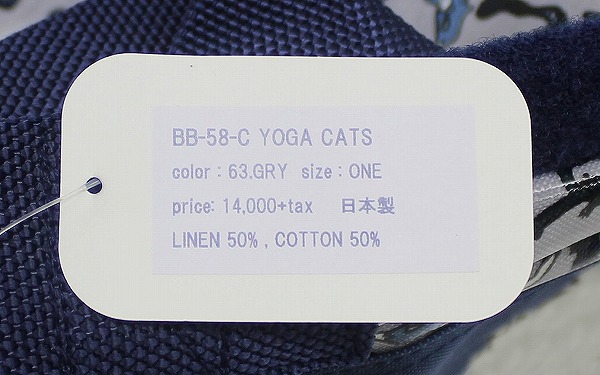 BB-58-C YOGA CATS
color : 63.GRY size : ONE
price: 14,000+tax 日本製
LINEN 50% , COTTON 50%